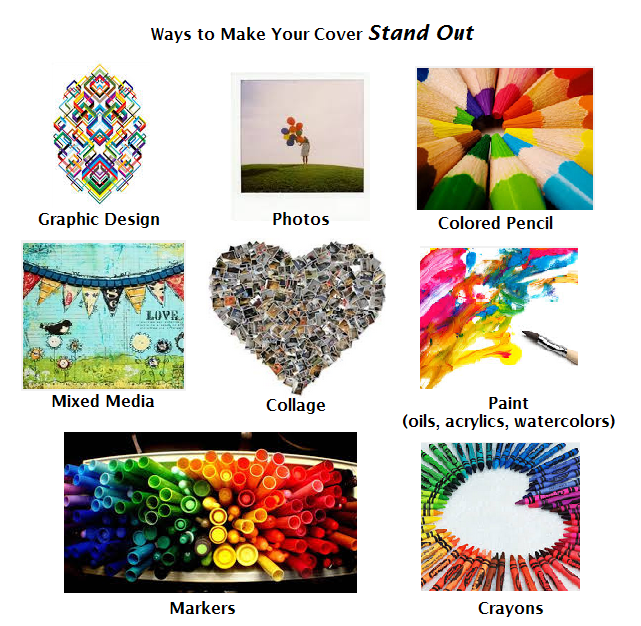 Ways to Make Your Cover Stand Out
Graphic Design
Photos
Colored Pencil
LOVE
Mixed Media
Collage
Paint
(oils, acrylics, watercolors)
Markers
Crayons